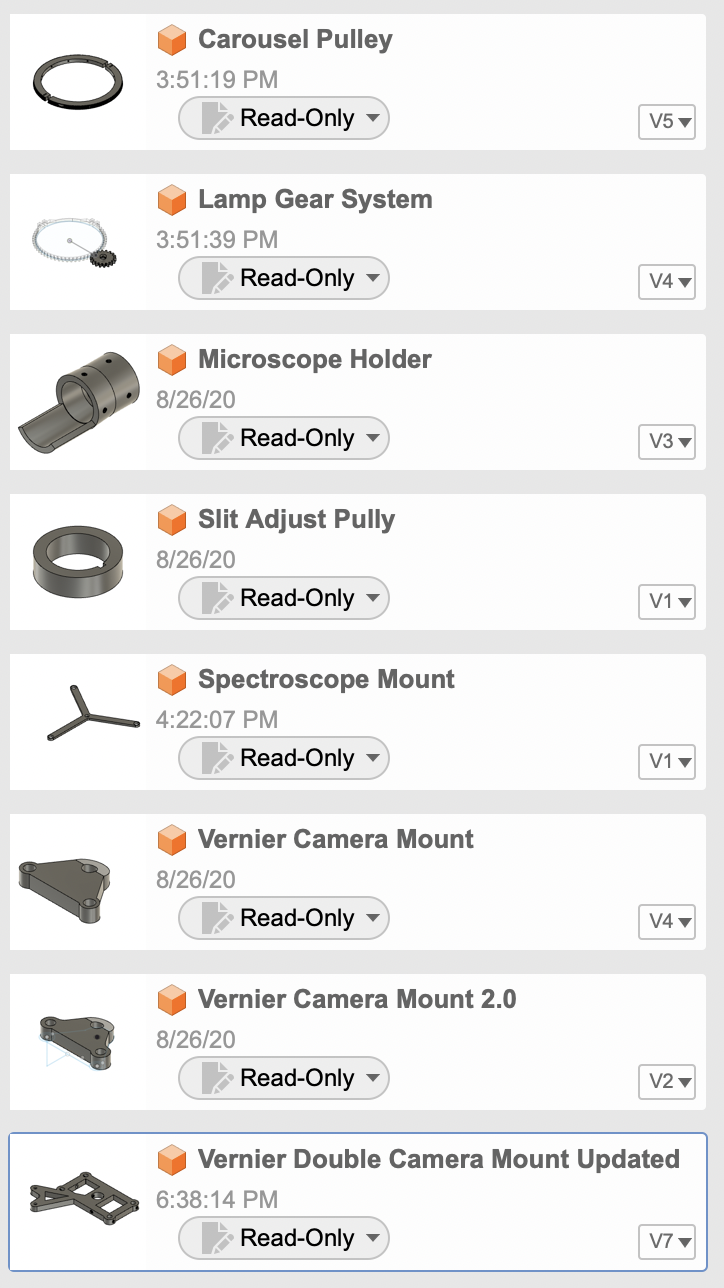 Carousel Pulley
3:51:19 PM
Read-Only
V5
Lamp Gear System
3:51:39 PM
Read-Only
V4
Microscope Holder
8/26/20
Read-Only
V3
Slit Adjust Pully
8/26/20
Read-Only
V1
Spectroscope Mount
4:22:07 PM
Read-Only
V1
Vernier Camera Mount
8/26/20
Read-Only
V4
Vernier Camera Mount 2.0
8/26/20
Read-Only
V2
Vernier Double Camera Mount Updated
6:38:14 PM
Read-Only
V7